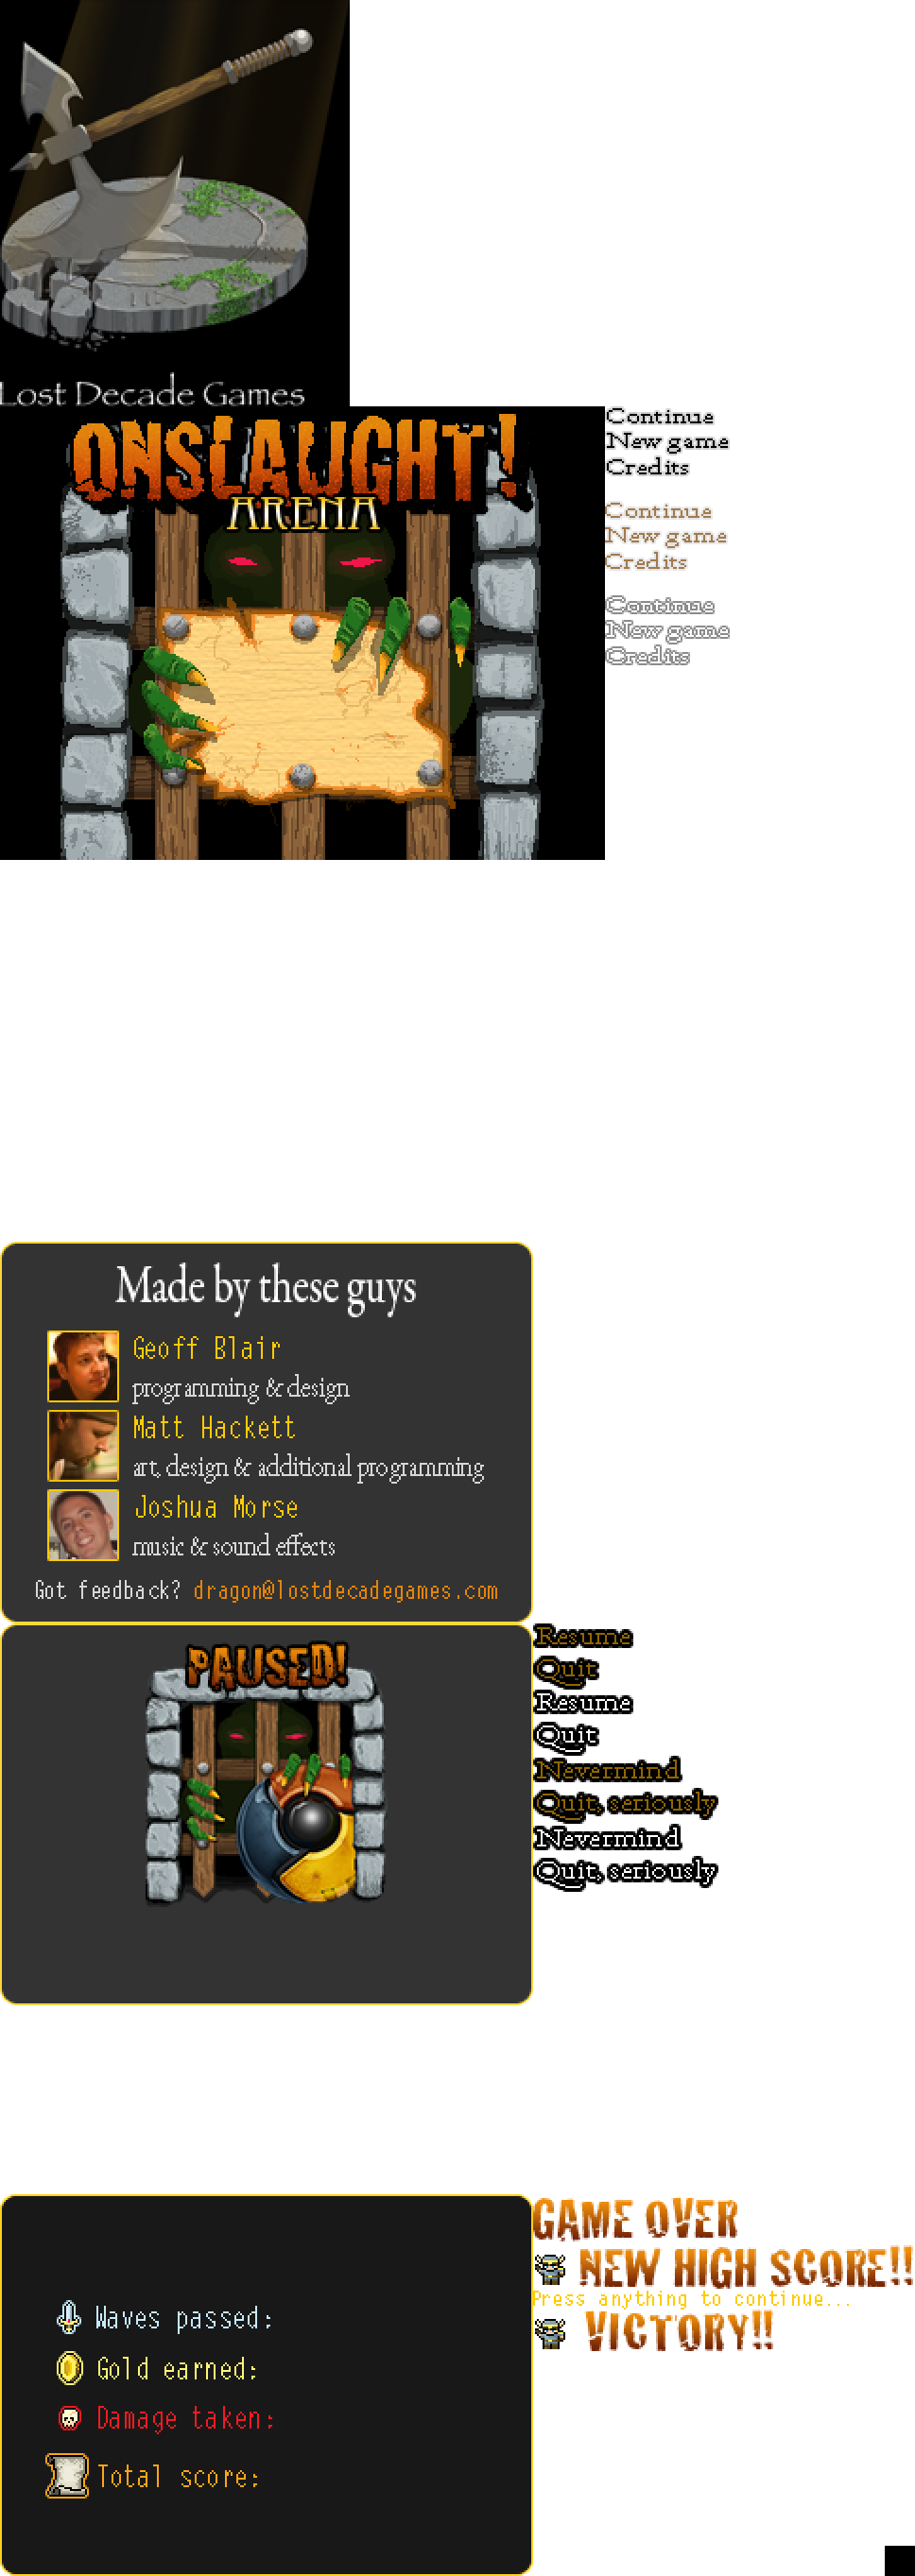 Lost Decade Games
ONSLAUGHT!
ARENA
Continue
New game
Credits
Continue
New game
Credits
Continue
New game
Credits
Made by these guys
Geoff Blair
programming & design
Matt Hackett
art, design & additional programming
Joshua Morse
music & sound effects
Got feedback? dragon@lostdecadegames.com
PAUSED!
Resume
Quit
Resume
Quit
Nevermind
Quit, seriously
Nevermind
Quit, seriously
GAME OVER
NEW HIGH SCORE!!
Press anything to continue...
VICTORY!!
Waves passed:
Gold earned:
Damage taken:
Total score: